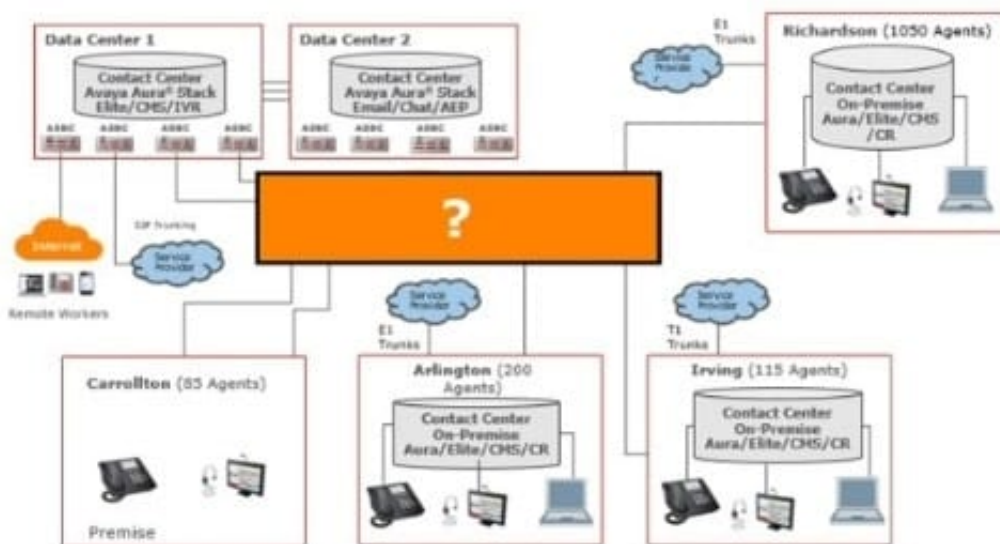 Data Center 1
Contact Center
Avaya Aura® Stack
Elite/CMS/IVR
ASBC
ASBC
ASBC
ASBC
Data Center 2
Contact Center
Avaya Aura® Stack
Email/Chat/AEP
ASBC
ASBC
ASBC
ASBC
E1
Trunks
Service
Provide
r
Richardson (1050 Agents)
Contact Center
On-Premise
Aura/Elite/CMS
/CR
?
Internet
Remote Workers
SIP Trunking
Service
Provider
Service
Provider
E1
Trunks
Service
Provider
T1
Trunks
Carrollton (85 Agents)
Premise
Arlington (200
Agents)
Contact Center
On-Premise
Aura/Elite/CMS/CR
Irving (115 Agents)
Contact Center
On-Premise
Aura/Elite/CMS/CR